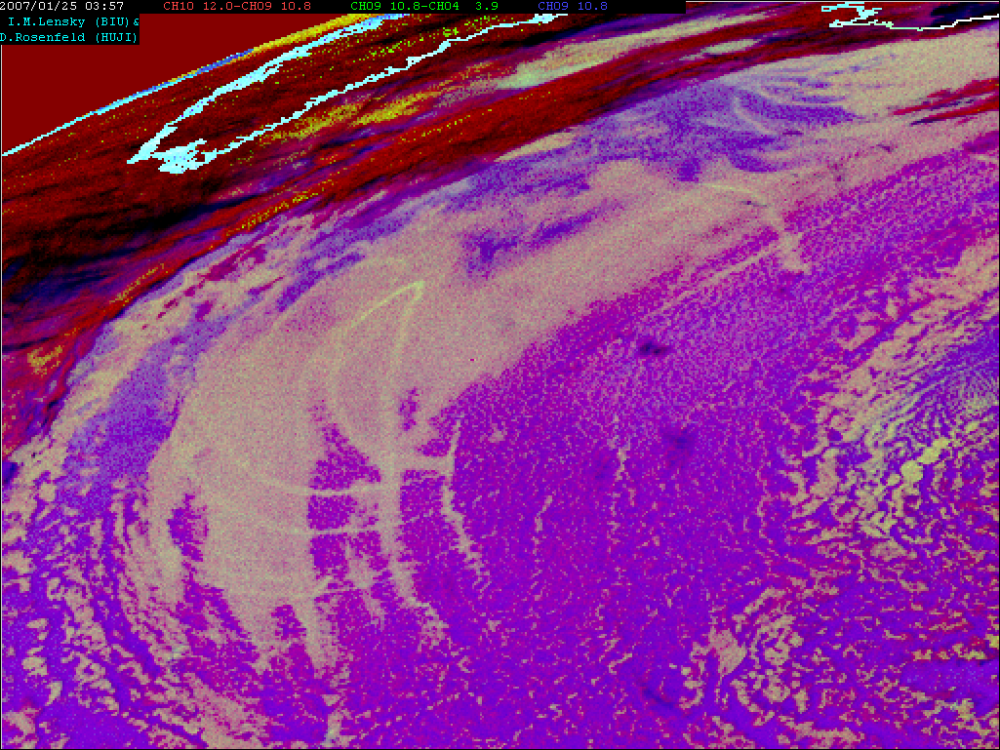 2007/01/25 03:57 CH10 12.0-CH09 10.8 CH09 10.8-CH04 3.9 CH09 10.8
I.M.Lensky (BIU)&
D.Rosenfeld (HUJI)